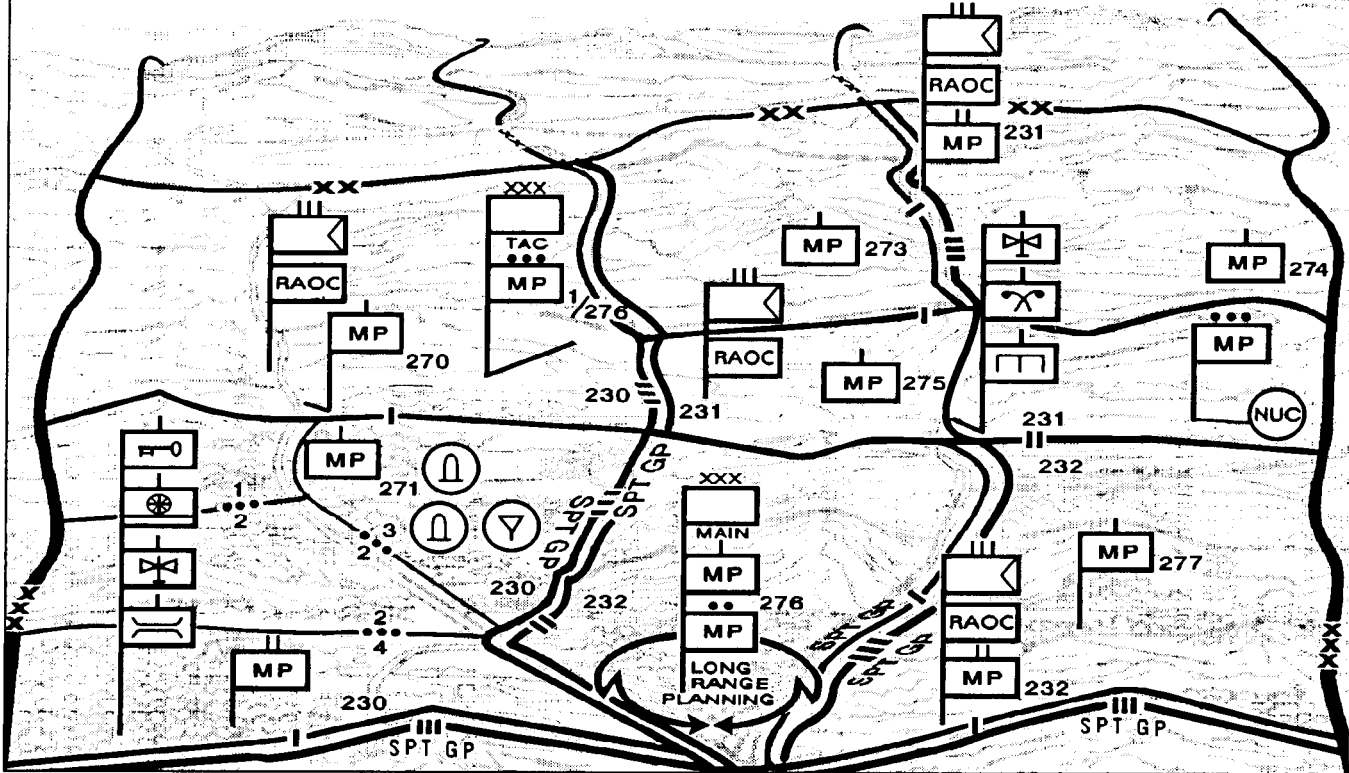 RAOC
XX
MP 231
XX
XXX
TAC
MP
1/276
MP 273
MP 274
RAOC
MP
270
RAOC
MP 275
MP
NUC
230
231
231
232
MP
271
1
2
3
2
SPT GP
SPT GP
XXX
MAIN
MP
276
MP
LONG
RANGE
PLANNING
230
232
MP 277
RAOC
MP 232
SPT GP
SPT GP
XXX
XXX
2
4
MP
230
SPT GP
SPT GP